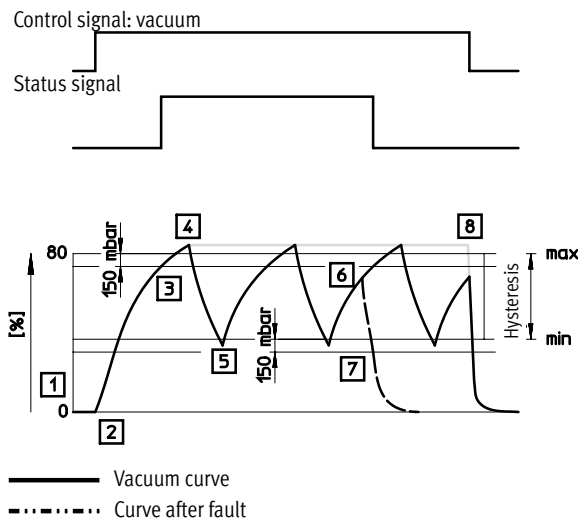 Control signal: vacuum
Status signal
4
8
80
150 mbar
3
6
max
Hysteresis
[%]
5
150 mbar
7
min
1
0
2
Vacuum curve
Curve after fault